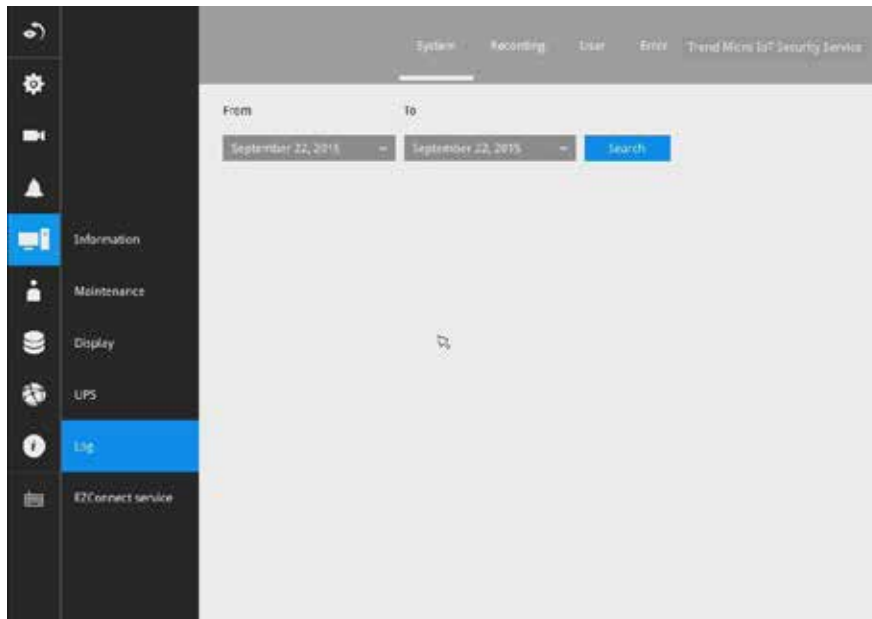 System Recording User Error Trend Micro IoT Security Service
From To
September 22, 2015 September 22, 2015 Search
Information
Maintenance
Display
UPS
Log
EZConnect service